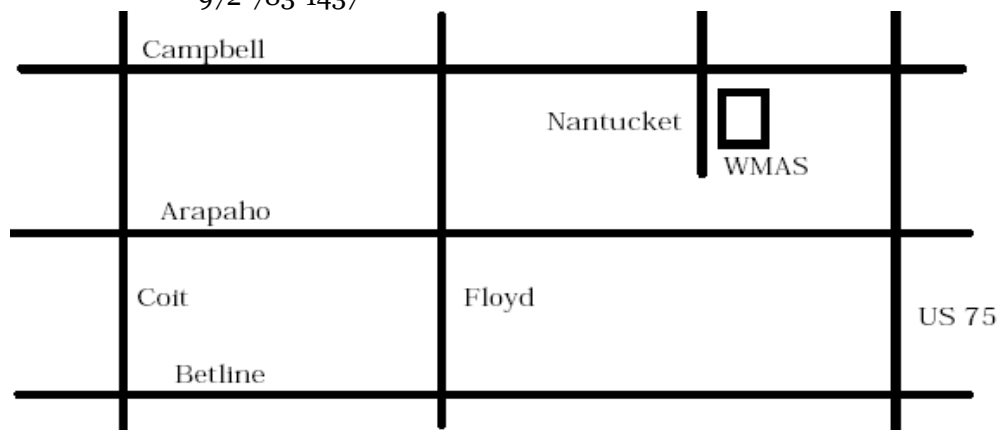 Campbell
Nantucket
WMAS
Arapaho
Coit
Floyd
US 75
Betline